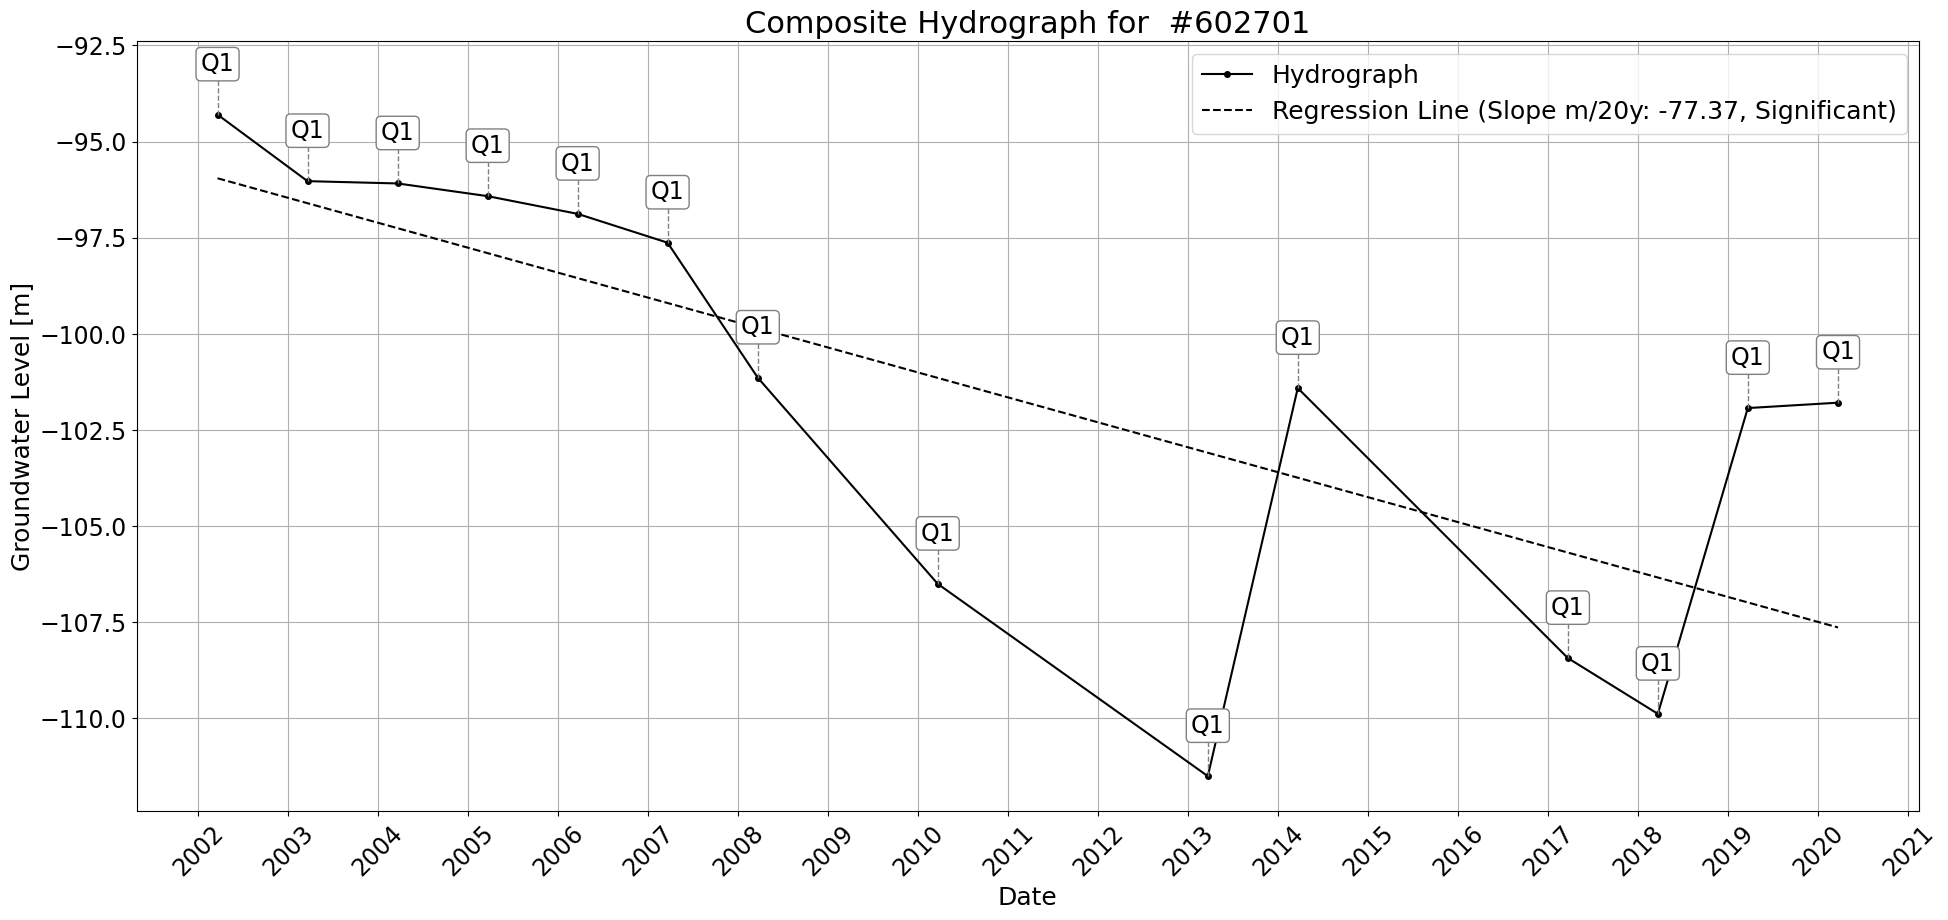 Composite Hydrograph for  #602701
Hydrograph
Regression Line (Slope m/20y: -77.37, Significant)
Groundwater Level [m]
−92.5
−95.0
−97.5
−100.0
−102.5
−105.0
−107.5
−110.0
Q1
Q1
Q1
Q1
Q1
Q1
Q1
Q1
Q1
Q1
Q1
Q1
Q1
Q1
2002
2003
2004
2005
2006
2007
2008
2009
2010
2011
2012
2013
2014
2015
2016
2017
2018
2019
2020
2021
Date